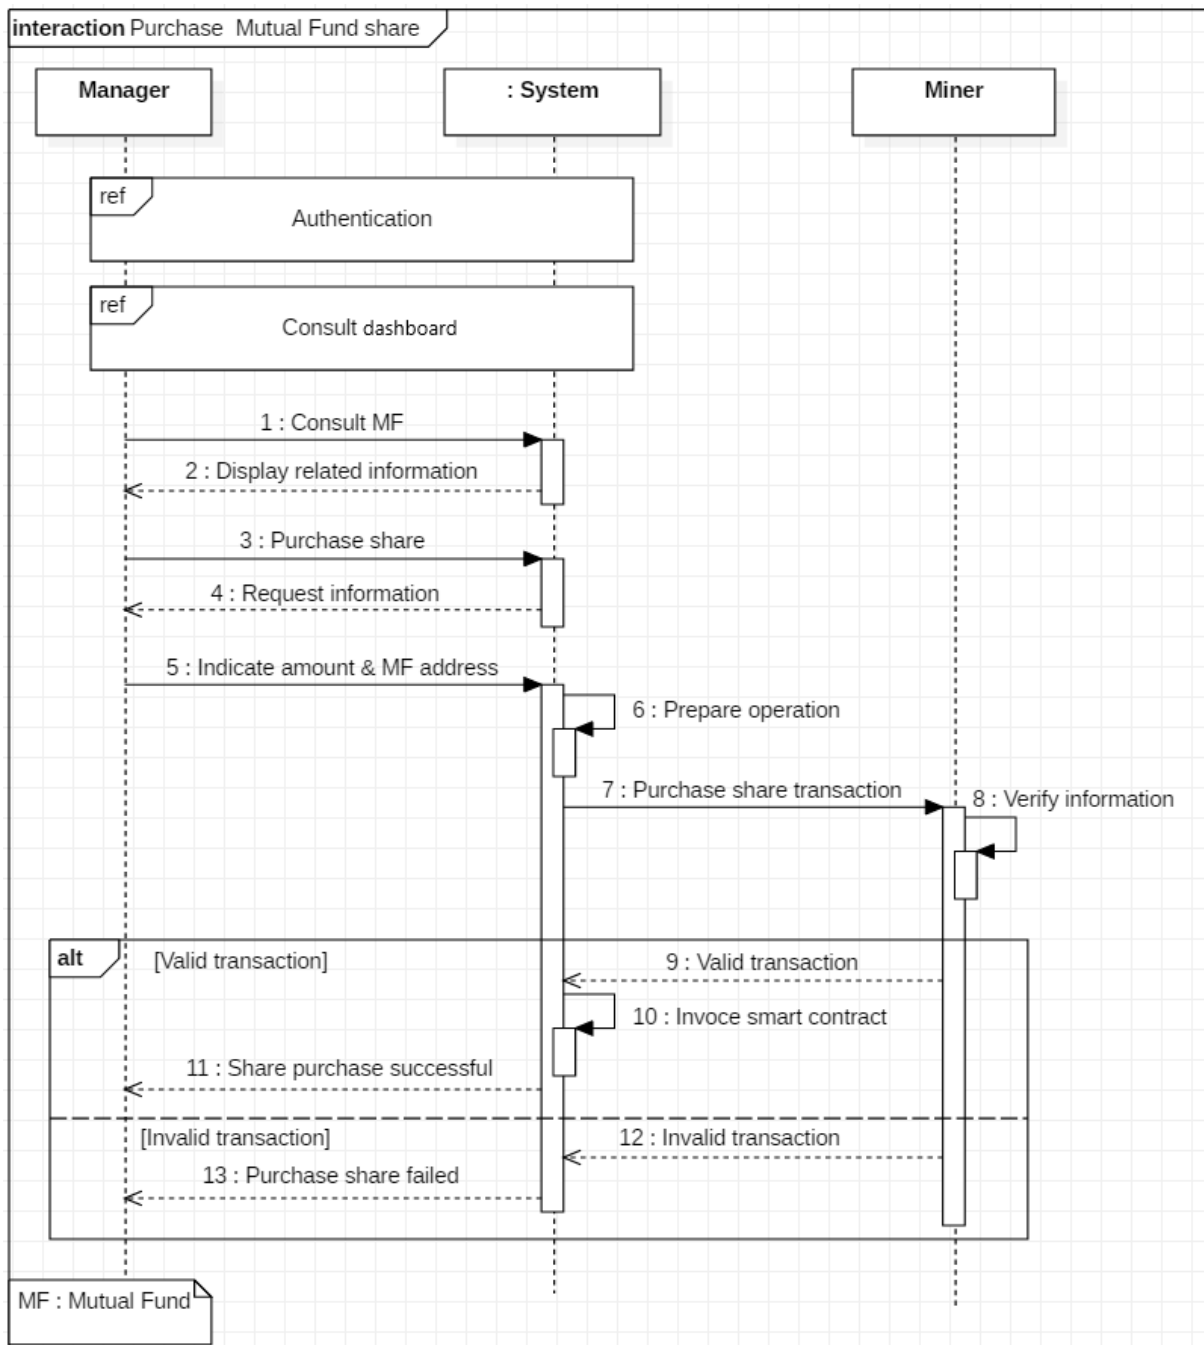 interaction Purchase Mutual Fund share
Manager
: System
Miner
ref
Authentication
ref
Consult dashboard
1 : Consult MF
2 : Display related information
3 : Purchase share
4 : Request information
5 : Indicate amount & MF address
6 : Prepare operation
7 : Purchase share transaction
8 : Verify information
alt
[Valid transaction]
9 : Valid transaction
10 : Invoce smart contract
11 : Share purchase successful
[Invalid transaction]
12 : Invalid transaction
13 : Purchase share failed
MF : Mutual Fund